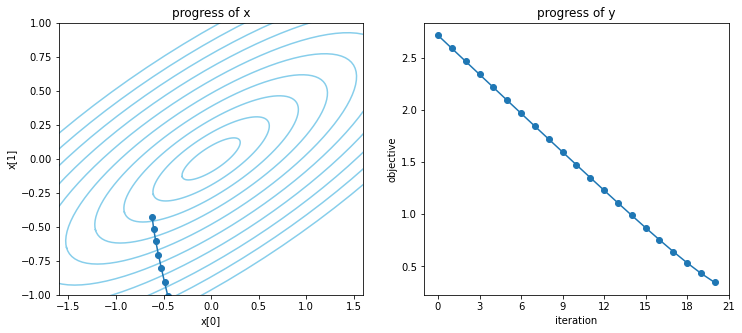 progress of x
1.00
0.75
0.50
0.25
0.00
−0.25
−0.50
−0.75
−1.00
x[1]
−1.5 −1.0 −0.5 0.0 0.5 1.0 1.5
x[0]
progress of y
2.5
2.0
1.5
1.0
0.5
objective
0 3 6 9 12 15 18 21
iteration